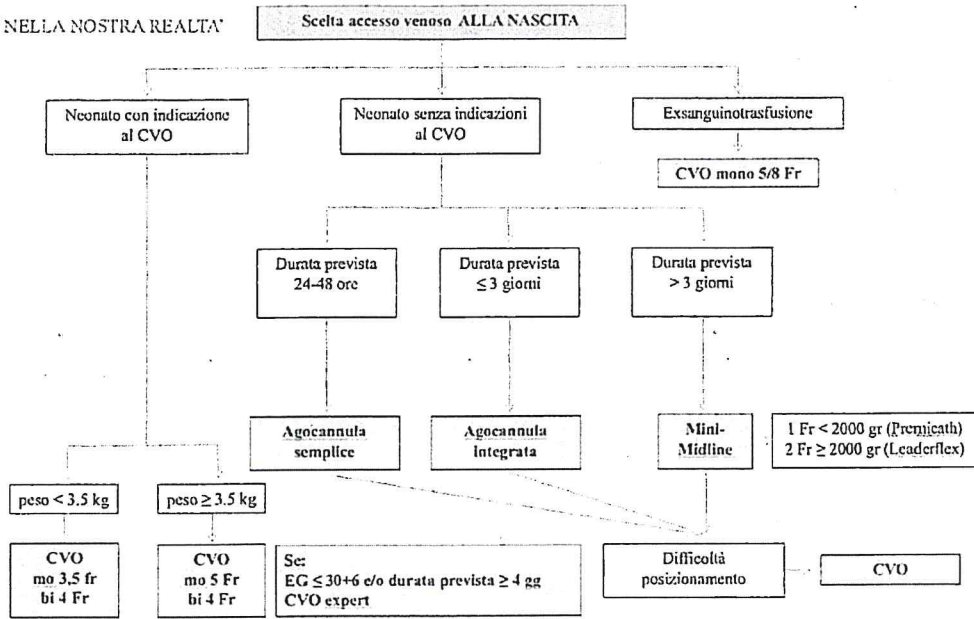 NELLA NOSTRA REALTA'
Scelta accesso venoso ALLA NASCITA
Neonato con indicazione
al CVO
Neonato senza indicazioni
al CVO
Exsanguinotrasfusione
CVO mono 5/8 Fr
Durata prevista
24-48 ore
Durata prevista
≤ 3 giorni
Durata prevista
> 3 giorni
Agocannula
semplice
Agocannula
integrata
Mini-
Midline
1 Fr < 2000 gr (Premicath)
2 Fr ≥ 2000 gr (Leaderflex)
peso < 3.5 kg
peso ≥ 3.5 kg
CVO
mo 3,5 fr
bi 4 Fr
CVO
mo 5 Fr
bi 4 Fr
Se:
EG ≤ 30+6 e/o durata prevista ≥ 4 gg
CVO expert
Difficoltà
posizionamento
CVO